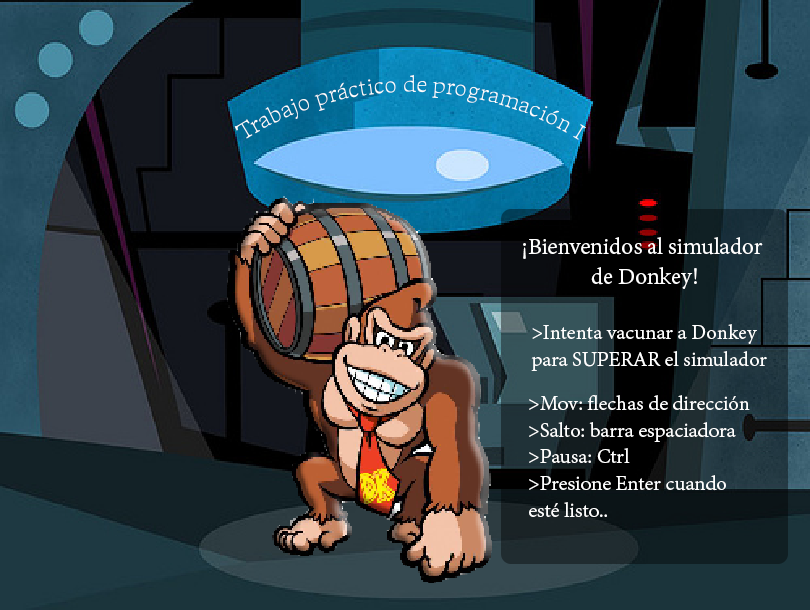 Trabajo práctico de programación I
¡Bienvenidos al simulador
de Donkey!
>Intenta vacunar a Donkey
para SUPERAR el simulador
>Mov: flechas de dirección
>Salto: barra espaciadora
>Pausa: Ctrl
>Presione Enter cuando
esté listo..
DK